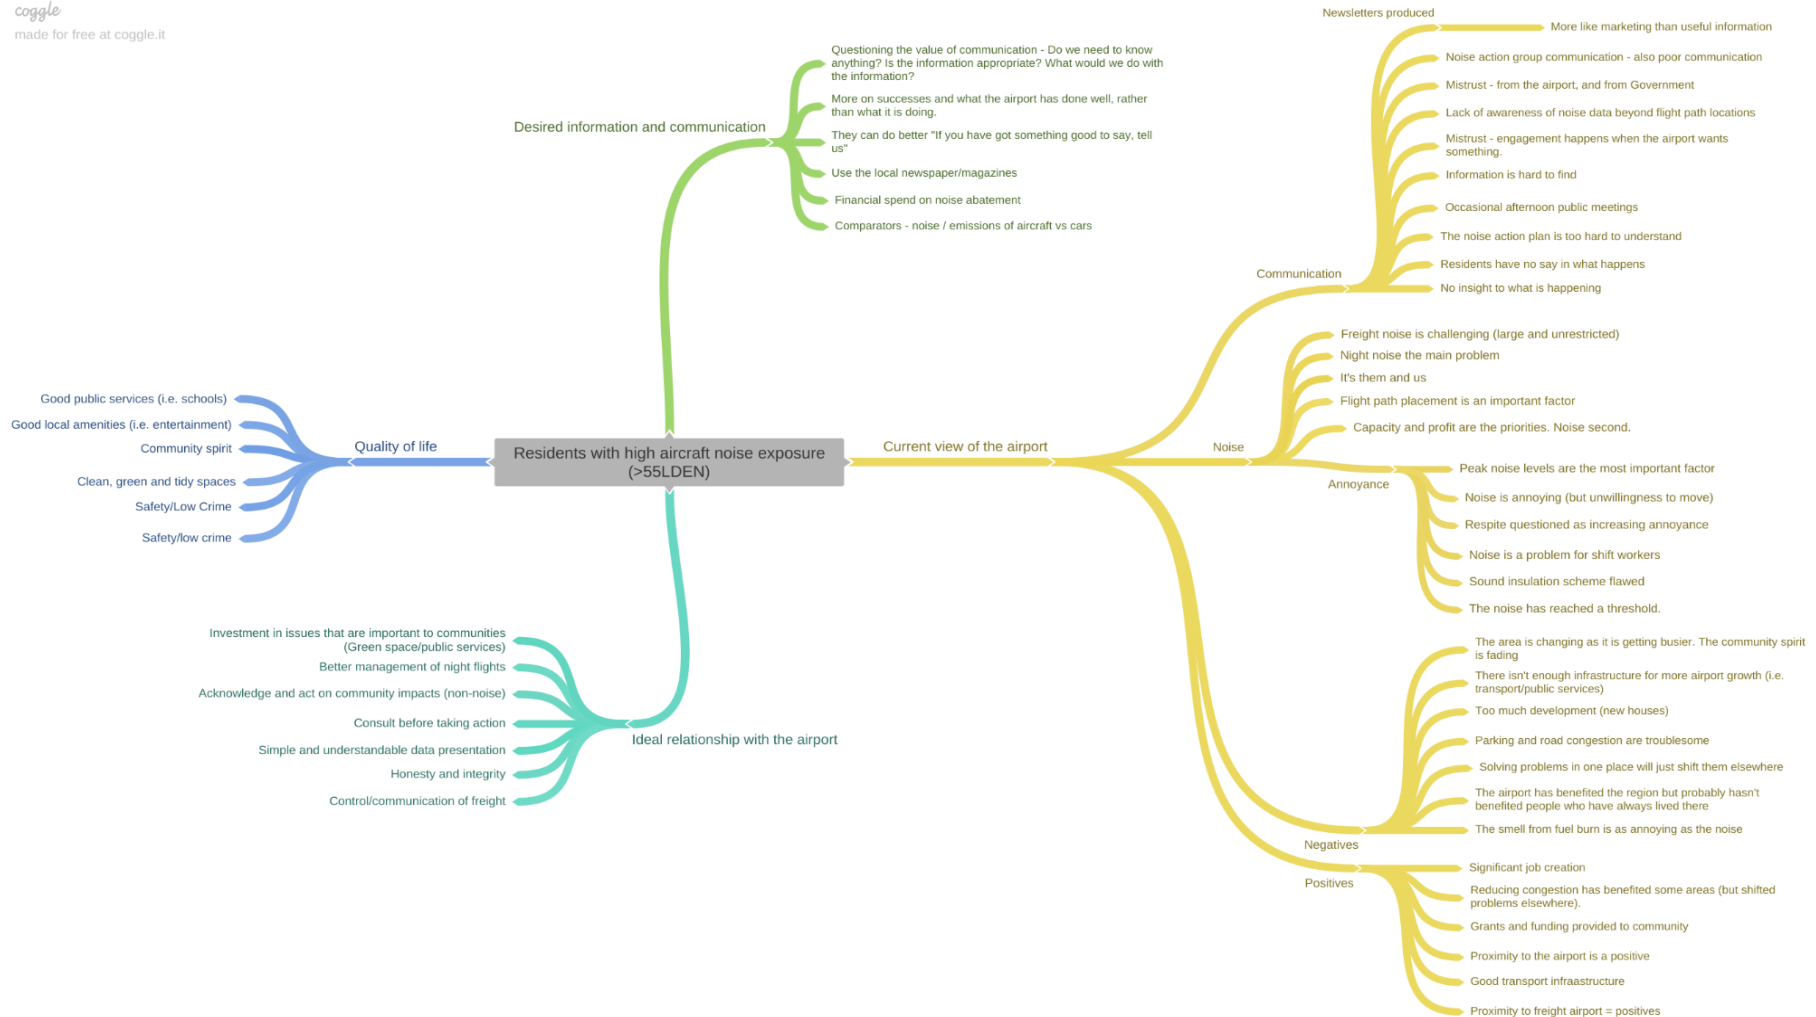 coggle
made for free at coggle.it
Residents with high aircraft noise exposure
(>55LDEN)
Desired information and communication
Questioning the value of communication - Do we need to know
anything? Is the information appropriate? What would we do with
the information?
More on successes and what the airport has done well, rather
than what it is doing.
They can do better "If you have got something good to say, tell
us"
Use the local newspaper/magazines
Financial spend on noise abatement
Comparators - noise / emissions of aircraft vs cars
Quality of life
Good public services (i.e. schools)
Good local amenities (i.e. entertainment)
Community spirit
Clean, green and tidy spaces
Safety/Low Crime
Safety/low crime
Ideal relationship with the airport
Investment in issues that are important to communities
(Green space/public services)
Better management of night flights
Acknowledge and act on community impacts (non-noise)
Consult before taking action
Simple and understandable data presentation
Honesty and integrity
Control/communication of freight
Current view of the airport
Communication
Newsletters produced
More like marketing than useful information
Noise action group communication - also poor communication
Mistrust - from the airport, and from Government
Lack of awareness of noise data beyond flight path locations
Mistrust - engagement happens when the airport wants
something.
Information is hard to find
Occasional afternoon public meetings
The noise action plan is too hard to understand
Residents have no say in what happens
No insight to what is happening
Noise
Freight noise is challenging (large and unrestricted)
Night noise the main problem
It's them and us
Flight path placement is an important factor
Capacity and profit are the priorities. Noise second.
Annoyance
Peak noise levels are the most important factor
Noise is annoying (but unwillingness to move)
Respite questioned as increasing annoyance
Noise is a problem for shift workers
Sound insulation scheme flawed
The noise has reached a threshold.
Negatives
The area is changing as it is getting busier. The community spirit
is fading
There isn't enough infrastructure for more airport growth (i.e.
transport/public services)
Too much development (new houses)
Parking and road congestion are troublesome
Solving problems in one place will just shift them elsewhere
The airport has benefited the region but probably hasn't
benefited people who have always lived there
The smell from fuel burn is as annoying as the noise
Positives
Significant job creation
Reducing congestion has benefited some areas (but shifted
problems elsewhere).
Grants and funding provided to community
Proximity to the airport is a positive
Good transport infraastructure
Proximity to freight airport = positives